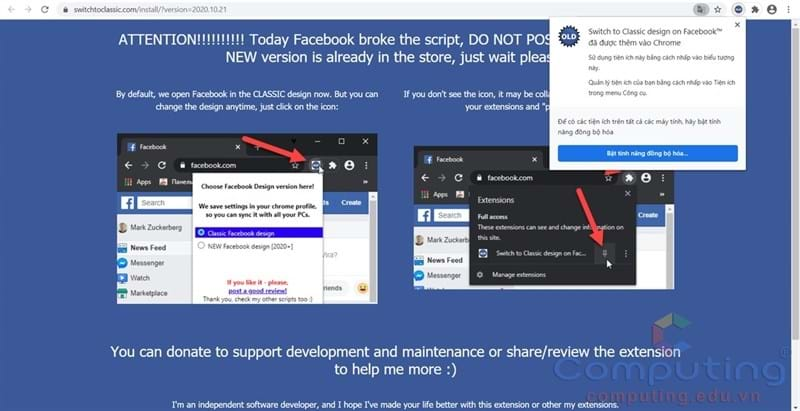 switchtoclassic.com/install/?version=2020.10.21
ATTENTION!!!!!!!!!! Today Facebook broke the script, DO NOT POS
NEW version is already in the store, just wait pleas
OLD
Switch to Classic design on Facebook™
đã được thêm vào Chrome
Sử dụng tiện ích này bằng cách nhấp vào biểu tượng
này.
Quản lý tiện ích của bạn bằng cách nhấp vào Tiện ích
trong menu Công cụ.
Để có các tiện ích trên tất cả các máy tính, hãy bật tính
năng đồng bộ hóa
Bật tính năng đồng bộ hóa...
By default, we open Facebook in the CLASSIC design now. But you can
change the design anytime, just click on the icon:
If you don't see the icon, it may be colla
your extensions and "p
Facebook
facebook.com
Apps
Search
Create
Mark Zuckerberg
News Feed
Messenger
Watch
Marketplace
Choose Facebook Design version here!
We save settings in your chrome profile,
so you can sync it with all your PCs.
Classic Facebook design
NEW Facebook design [2020+]
If you like it - please,
post a good review!
Thank you, check my other scripts too :)
riends
Facebook
facebook.com
Apps
Search
Create
Mark Zuckerb
News Feed
Messenger
Extensions
Full access
These extensions can see and change information on
this site.
Switch to Classic design on Fac...
Manage extensions
You can donate to support development and maintenance or share/review the extension
to help me more :)
I'm an independent software developer, and I hope I've made your life better with this extension or other my extensions.
Computing
computing.edu.vn